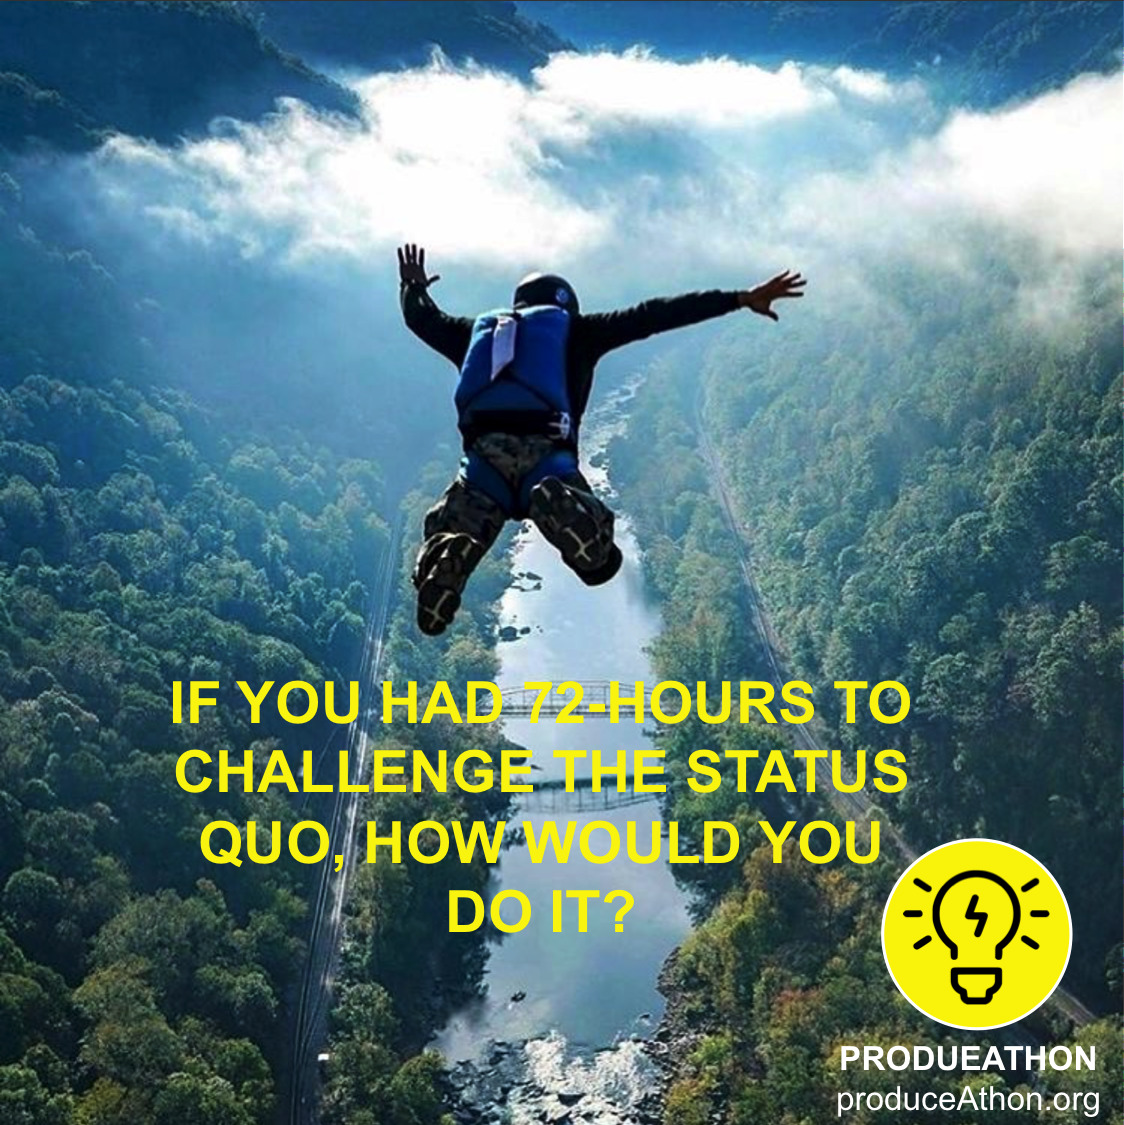 IF YOU HAD 72-HOURS TO
CHALLENGE THE STATUS
QUO, HOW WOULD YOU
DO IT?
PRODUEATHON
produceAthon.org